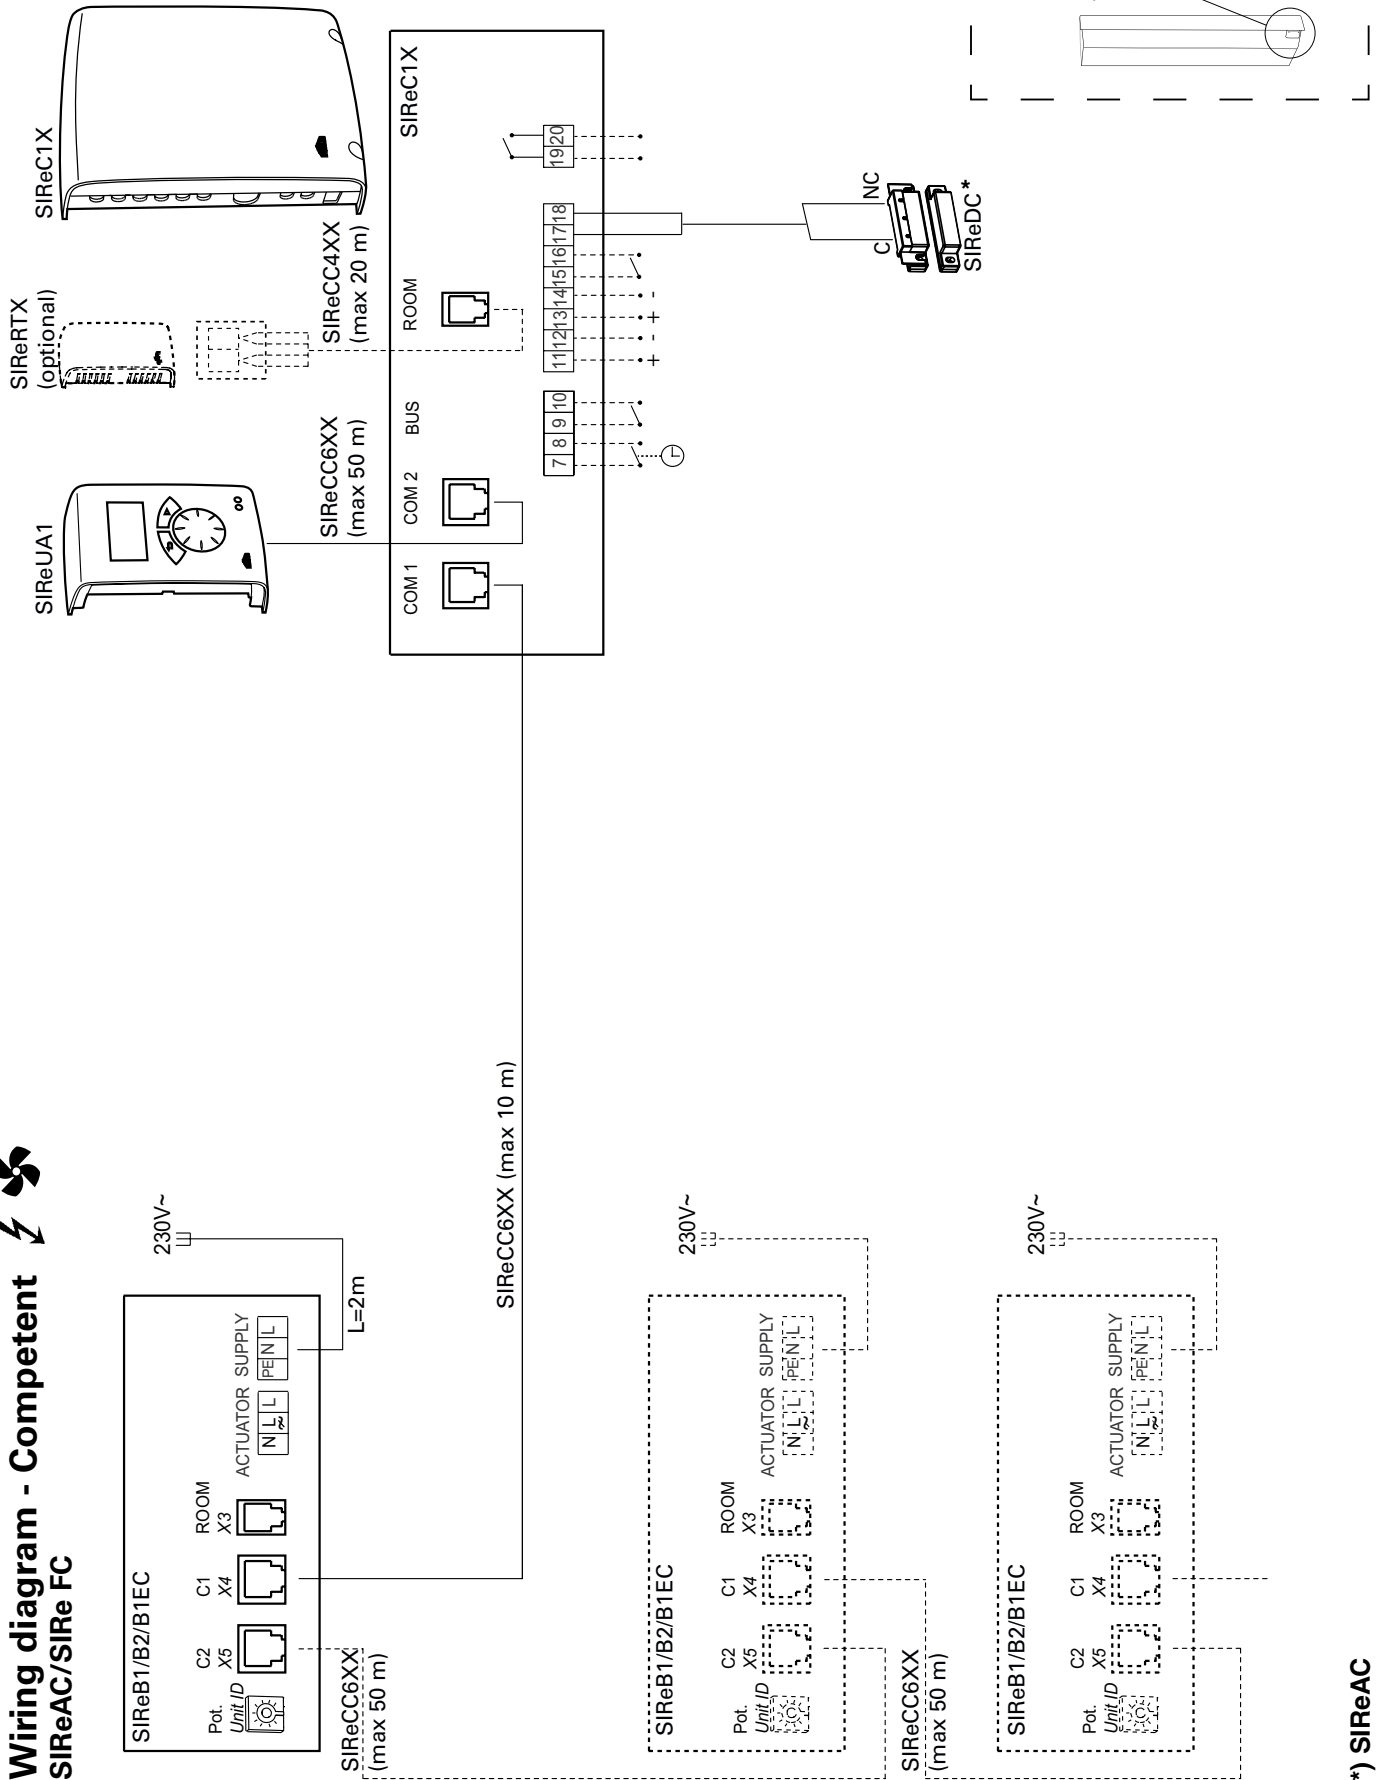 Wiring diagram - Competent
SIReAC/SIRe FC
SIReB1/B2/B1EC
Pot.
Unit ID
C2
X5
C1
X4
ROOM
X3
ACTUATOR
N L L
SUPPLY
PE N L
230V~
L=2m
SIReCC6XX
(max 50 m)
SIReCC6XX (max 10 m)
SIReB1/B2/B1EC
Pot.
Unit ID
C2
X5
C1
X4
ROOM
X3
ACTUATOR
N L L
SUPPLY
PE N L
230V~
SIReCC6XX
(max 50 m)
SIReB1/B2/B1EC
Pot.
Unit ID
C2
X5
C1
X4
ROOM
X3
ACTUATOR
N L L
SUPPLY
PE N L
230V~
SIReUA1
SIReCC6XX
(max 50 m)
SIReRTX
(optional)
SIReCC4XX
(max 20 m)
SIReC1X
SIReC1X
COM 1
COM 2
BUS
ROOM
7 8 9 10
11 12 13 14 15 16 17 18
19 20
+ - + -
C
NC
SIReDC*
*) SIReAC